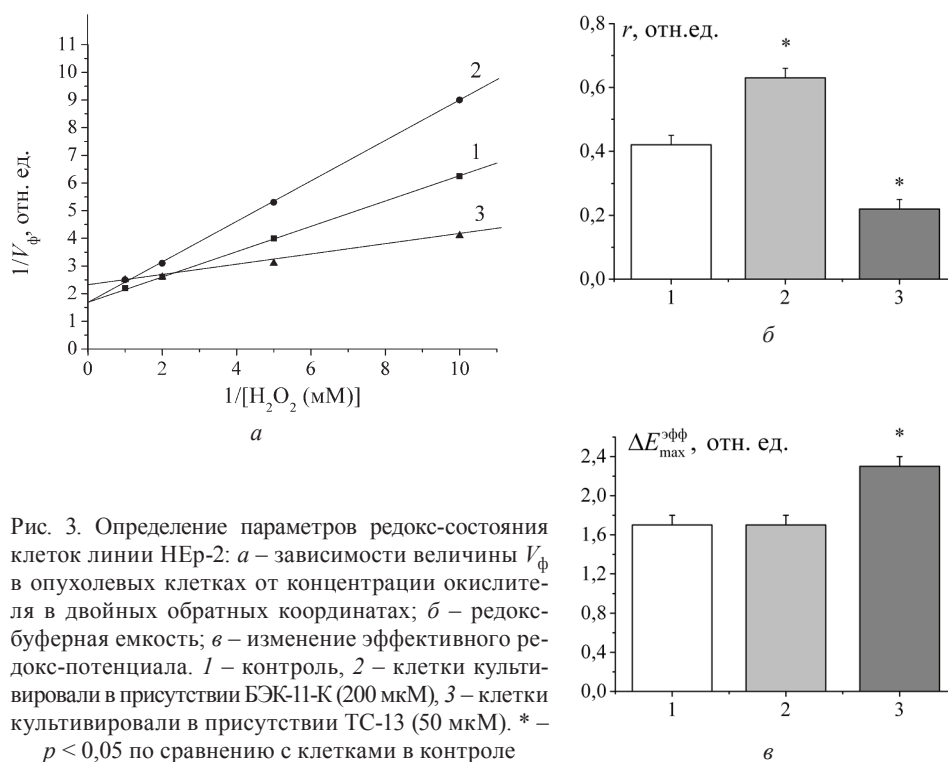 11
10
9
8
7
6
5
4
3
2
1
0
1/Vф, отн. ед.
2
1
3
0 2 4 6 8 10
1/[H₂O₂ (мМ)]
а
r, отн.ед.
0,8
0,6
0,4
0,2
0,0
*
*
1 2 3
б
ΔEmaxэфф, отн. ед.
2,4
2,0
1,6
1,2
0,8
0,4
0,0
*
1 2 3
в
Рис. 3. Определение параметров редокс-состояния
клеток линии HEp-2: а – зависимости величины Vф
в опухолевых клетках от концентрации окислите-
ля в двойных обратных координатах; б – редокс-
буферная емкость; в – изменение эффективного ре-
докс-потенциала. 1 – контроль, 2 – клетки культи-
вировали в присутствии БЭК-11-К (200 мкМ), 3 – клетки
культивировали в присутствии ТС-13 (50 мкМ). * –
p < 0,05 по сравнению с клетками в контроле